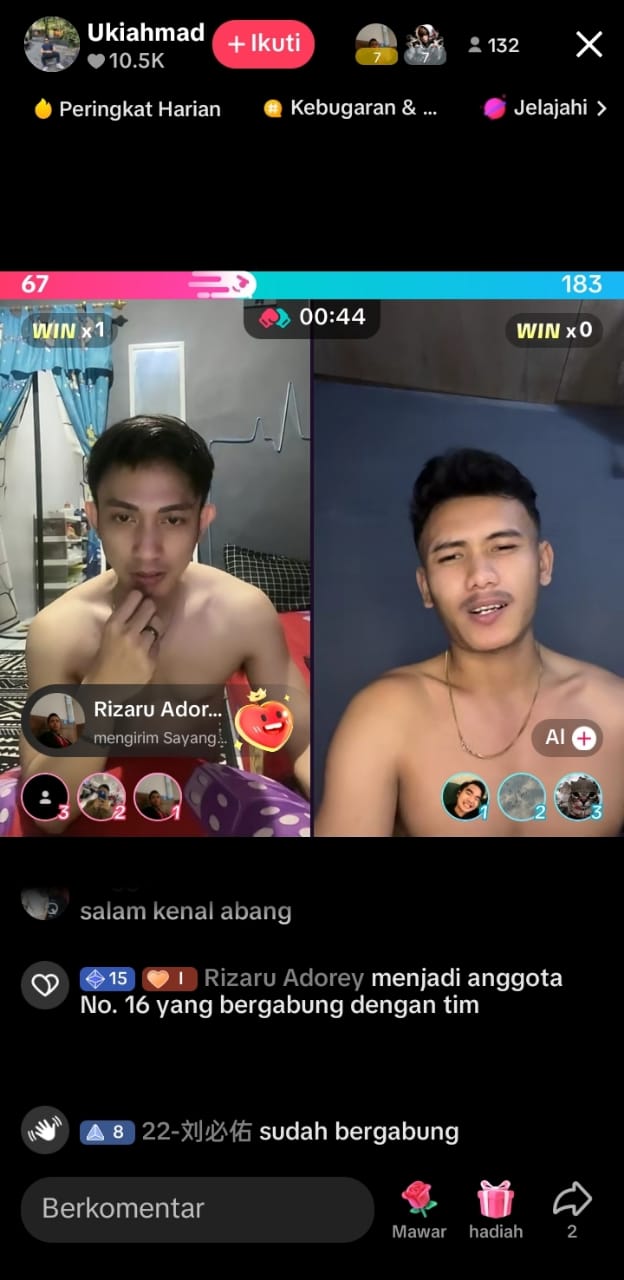 Ukiahmad
10.5K
+ Ikuti
7
7
132
Peringkat Harian
Kebugaran & ...
Jelajahi >
67
183
WIN x1
00:44
WIN x0
Rizaru Ador...
mengirim Sayang...
Al +
3
2
1
1
2
3
salam kenal abang
15 I Rizaru Adorey menjadi anggota
No. 16 yang bergabung dengan tim
8 22-刘必佑 sudah bergabung
Berkomentar
Mawar
hadiah
2